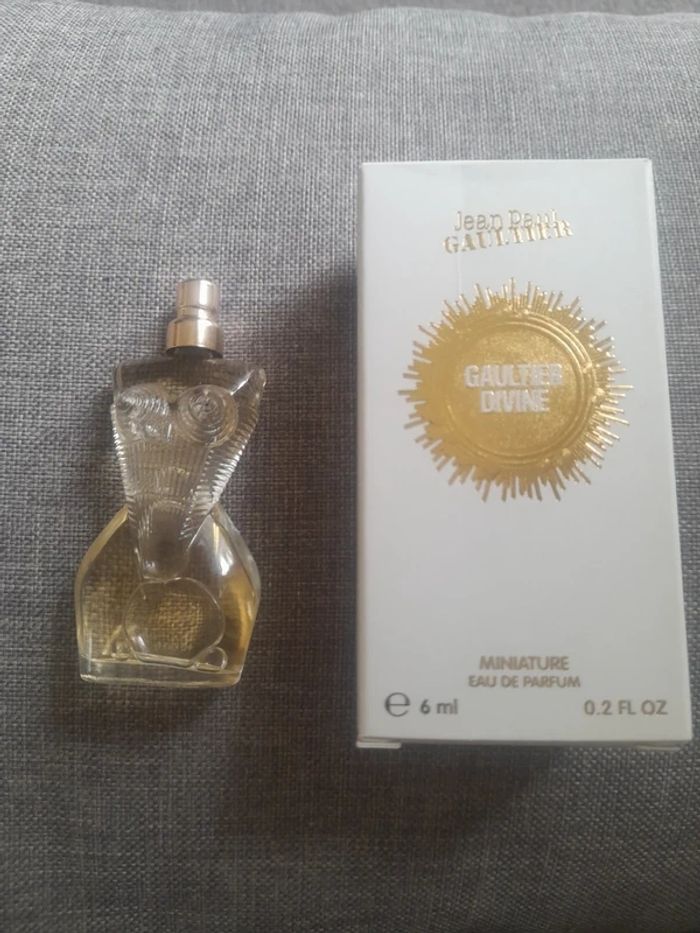 Jean Paul
GAULTIER
GAULTIER
DIVINE
MINIATURE
EAU DE PARFUM
e 6 ml 0.2 FL OZ